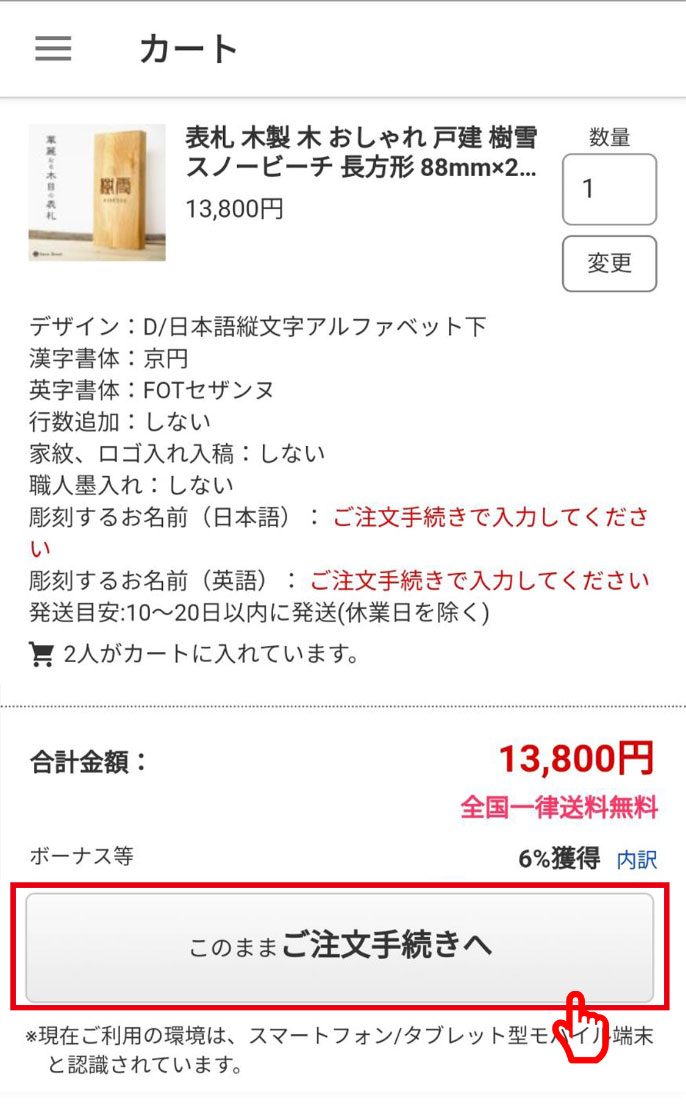 カート
表札 木製 木 おしゃれ 戸建 樹雪
スノービーチ 長方形 88mm×2...
13,800円
数量
1
変更
華麗なる木目の表札
樹雪
デザイン：D/日本語縦文字アルファベット下
漢字書体：京円
英字書体：FOTセザンヌ
行数追加：しない
家紋、ロゴ入れ入稿：しない
職人墨入れ：しない
彫刻するお名前（日本語）： ご注文手続きで入力してくださ
い
彫刻するお名前（英語）： ご注文手続きで入力してください
発送目安:10〜20日以内に発送(休業日を除く)
2人がカートに入れています。
合計金額：
13,800円
全国一律送料無料
ボーナス等
6%獲得 内訳
このままご注文手続きへ
※現在ご利用の環境は、スマートフォン/タブレット型モバイル端末
と認識されています。